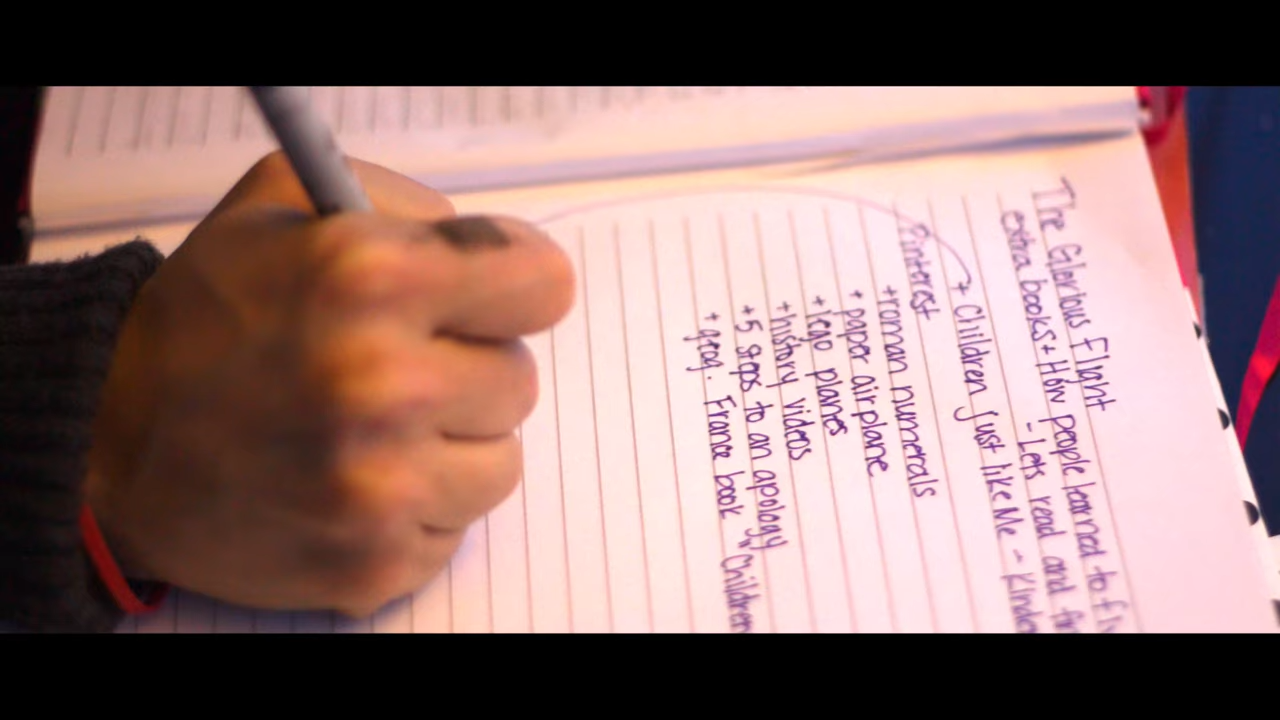 The Glorious Flight
extra books + How people learned to fly
- Lets read and
+ Children Just like Me -
Pinterest
+ roman numerals
+ paper airplane
+ lego planes
+ history videos
+ 5 steps to an apology
+ geog. France book "Children